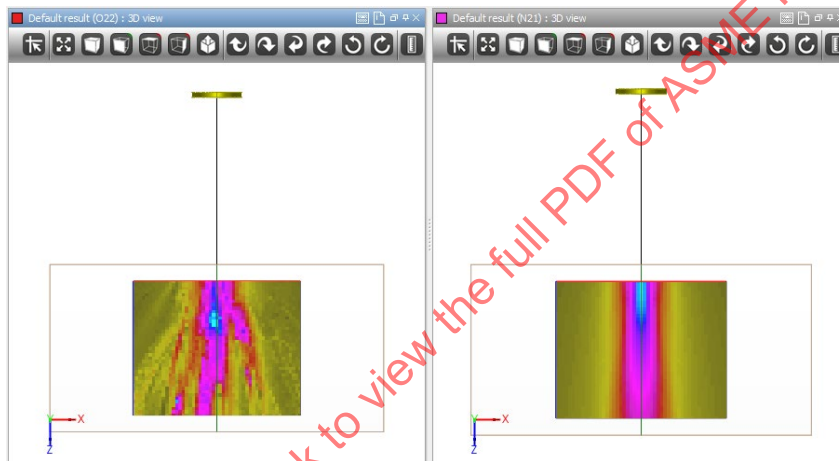 Default result (O22) : 3D view
Default result (N21) : 3D view
k to view the full PDF of ASME
X
Y
Z
X
Y
Z